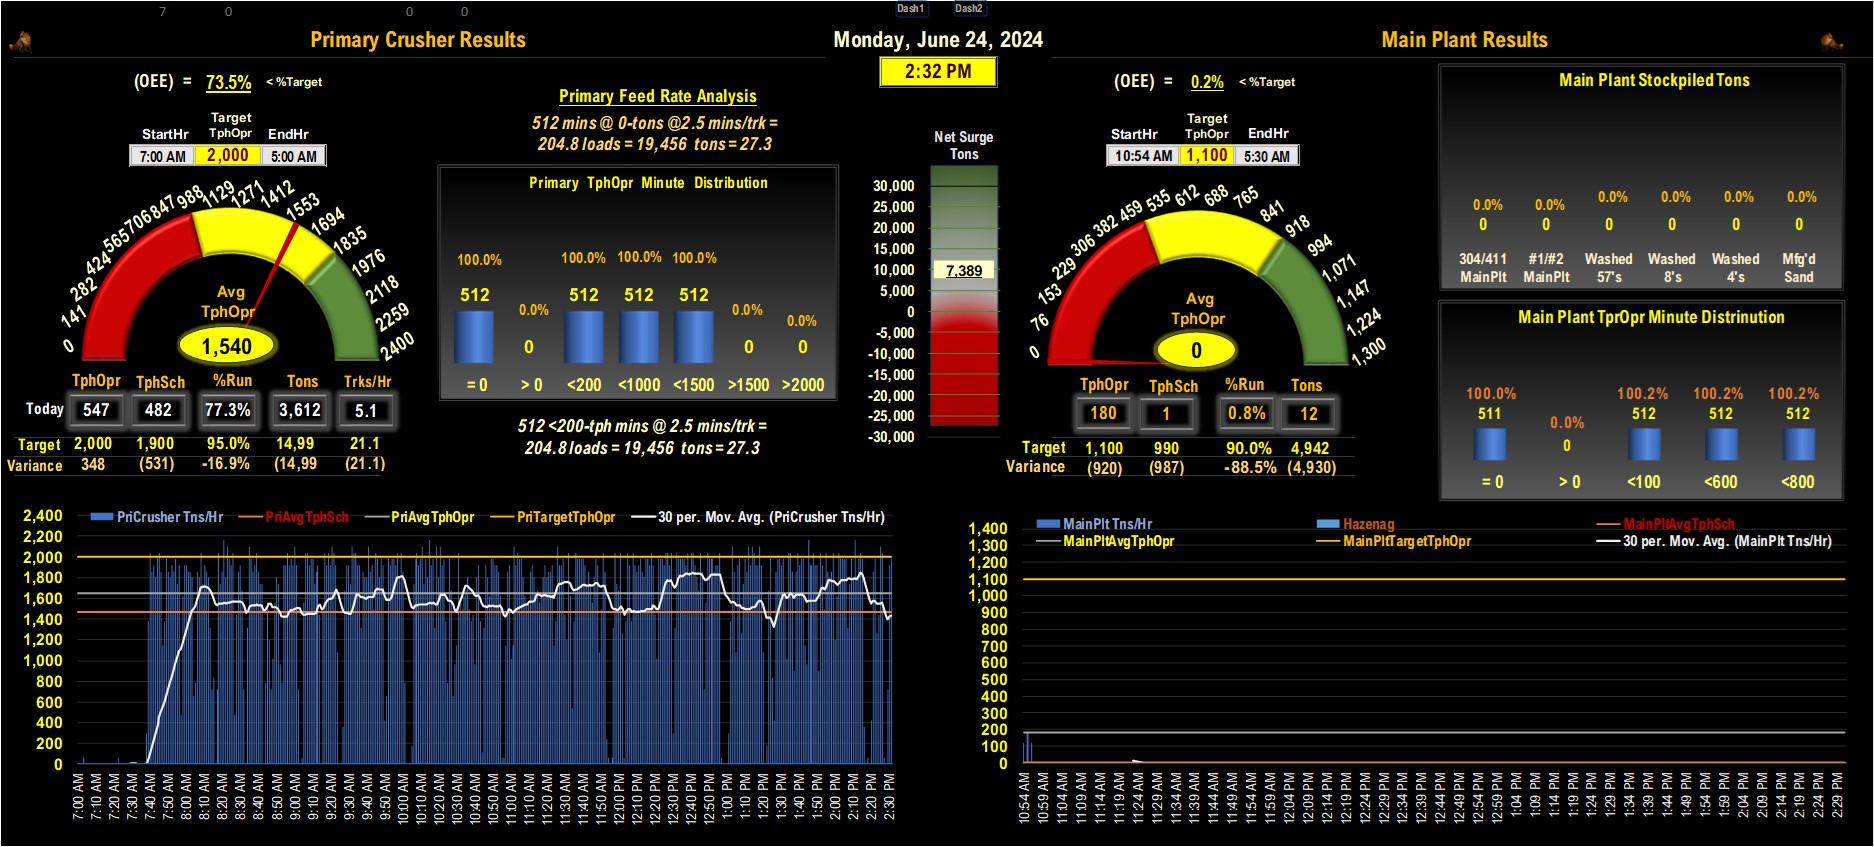 7 0 0 0 Dash1 Dash2
Primary Crusher Results
Monday, June 24, 2024
Main Plant Results
2:32 PM
(OEE) = 73.5% < %Target
Target
StartHr TphOpr EndHr
7:00 AM 2,000 5:00 AM
0 141 282 424 565 706 847 988 1129 1271 1412 1553 1694 1835 1976 2118 2259 2400
Avg
TphOpr
1,540
TphOpr TphSch %Run Tons Trks/Hr
Today 547 482 77.3% 3,612 5.1
Target 2,000 1,900 95.0% 14,99 21.1
Variance 348 (531) -16.9% (14,99 (21.1)
Primary Feed Rate Analysis
512 mins @ 0-tons @2.5 mins/trk =
204.8 loads = 19,456 tons = 27.3
Primary TphOpr Minute Distribution
100.0% 0.0% 100.0% 100.0% 100.0% 0.0% 0.0%
512 0 512 512 512 0 0
= 0 > 0 <200 <1000 <1500 >1500 >2000
512 <200-tph mins @ 2.5 mins/trk =
204.8 loads = 19,456 tons = 27.3
Net Surge
Tons
30,000
25,000
20,000
15,000
10,000
7,389
5,000
0
-5,000
-10,000
-15,000
-20,000
-25,000
-30,000
(OEE) = 0.2% < %Target
Target
StartHr TphOpr EndHr
10:54 AM 1,100 5:30 AM
0 76 153 229 306 382 459 535 612 688 765 841 918 994 1,071 1,147 1,224 1,300
Avg
TphOpr
0
TphOpr TphSch %Run Tons
180 1 0.8% 12
Target 1,100 990 90.0% 4,942
Variance (920) (987) -88.5% (4,930)
Main Plant Stockpiled Tons
0.0% 0.0% 0.0% 0.0% 0.0% 0.0%
0 0 0 0 0 0
304/411 #1/#2 Washed Washed Washed Mfg'd
MainPlt MainPlt 57's 8's 4's Sand
Main Plant TprOpr Minute Distrinution
100.0% 0.0% 100.2% 100.2% 100.2%
511 0 512 512 512
= 0 > 0 <100 <600 <800
PriCrusher Tns/Hr PriAvgTphSch PriAvgTphOpr PriTargetTphOpr 30 per. Mov. Avg. (PriCrusher Tns/Hr)
2,400
2,200
2,000
1,800
1,600
1,400
1,200
1,000
800
600
400
200
0
7:00 AM 7:10 AM 7:20 AM 7:30 AM 7:40 AM 7:50 AM 8:00 AM 8:10 AM 8:20 AM 8:30 AM 8:40 AM 8:50 AM 9:00 AM 9:10 AM 9:20 AM 9:30 AM 9:40 AM 9:50 AM 10:00 AM 10:10 AM 10:20 AM 10:30 AM 10:40 AM 10:50 AM 11:00 AM 11:10 AM 11:20 AM 11:30 AM 11:40 AM 11:50 AM 12:00 PM 12:10 PM 12:20 PM 12:30 PM 12:40 PM 12:50 PM 1:00 PM 1:10 PM 1:20 PM 1:30 PM 1:40 PM 1:50 PM 2:00 PM 2:10 PM 2:20 PM 2:30 PM
MainPlt Tns/Hr Hazenag MainPltAvgTphSch
MainPltAvgTphOpr MainPltTargetTphOpr 30 per. Mov. Avg. (MainPlt Tns/Hr)
1,400
1,300
1,200
1,100
1,000
900
800
700
600
500
400
300
200
100
0
10:54 AM 10:59 AM 11:04 AM 11:09 AM 11:14 AM 11:19 AM 11:24 AM 11:29 AM 11:34 AM 11:39 AM 11:44 AM 11:49 AM 11:54 AM 11:59 AM 12:04 PM 12:09 PM 12:14 PM 12:19 PM 12:24 PM 12:29 PM 12:34 PM 12:39 PM 12:44 PM 12:49 PM 12:54 PM 12:59 PM 1:04 PM 1:09 PM 1:14 PM 1:19 PM 1:24 PM 1:29 PM 1:34 PM 1:39 PM 1:44 PM 1:49 PM 1:54 PM 1:59 PM 2:04 PM 2:09 PM 2:14 PM 2:19 PM 2:24 PM 2:29 PM